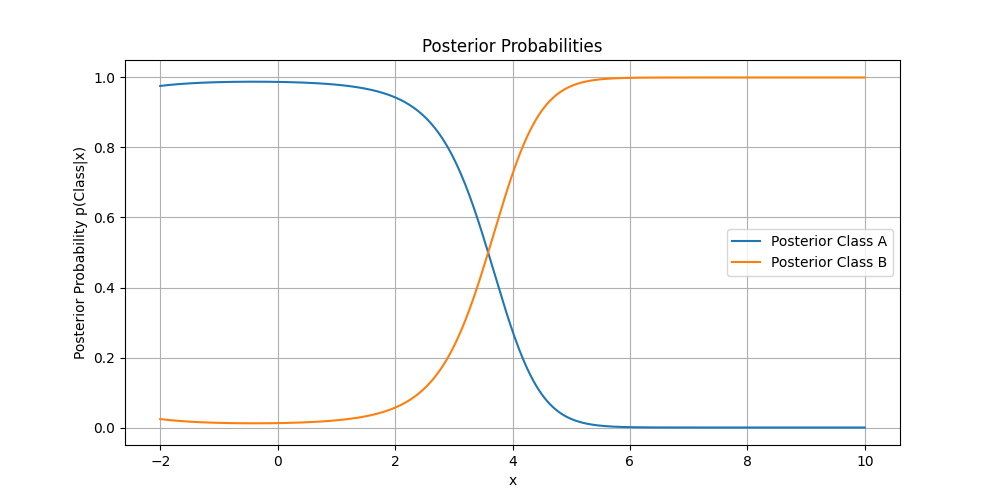 Posterior Probabilities
Posterior Probability p(Class|x)
1.0
0.8
0.6
0.4
0.2
0.0
Posterior Class A
Posterior Class B
−2
0
2
4
6
8
10
x